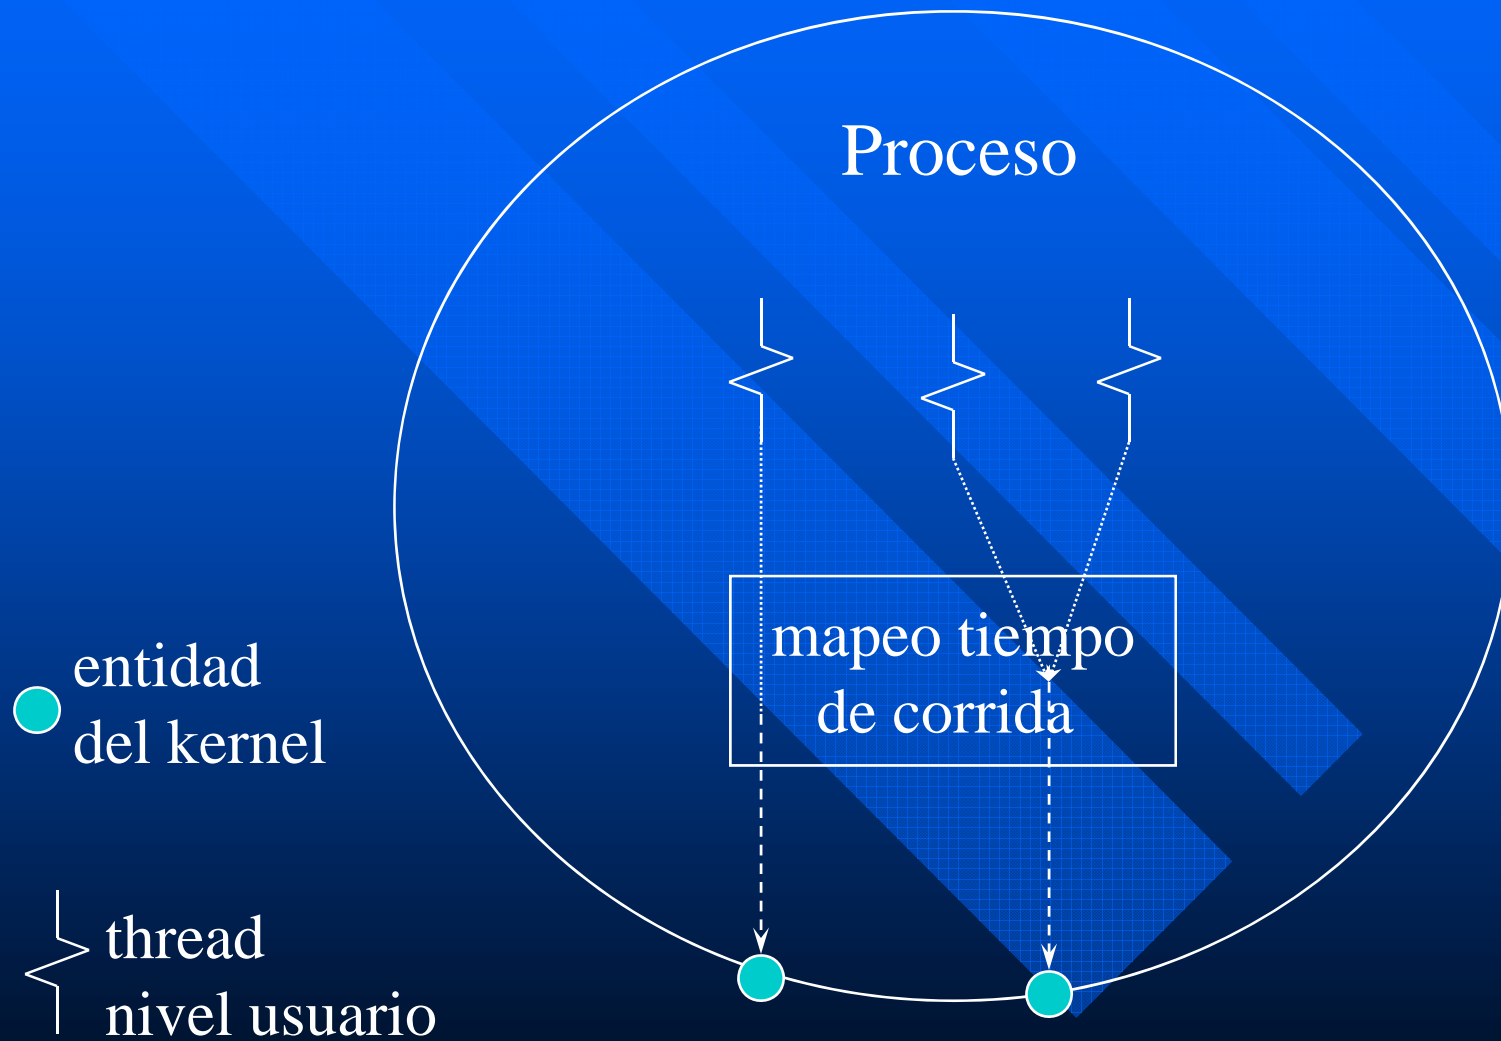 Proceso
mapeo tiempo
de corrida
entidad
del kernel
thread
nivel usuario